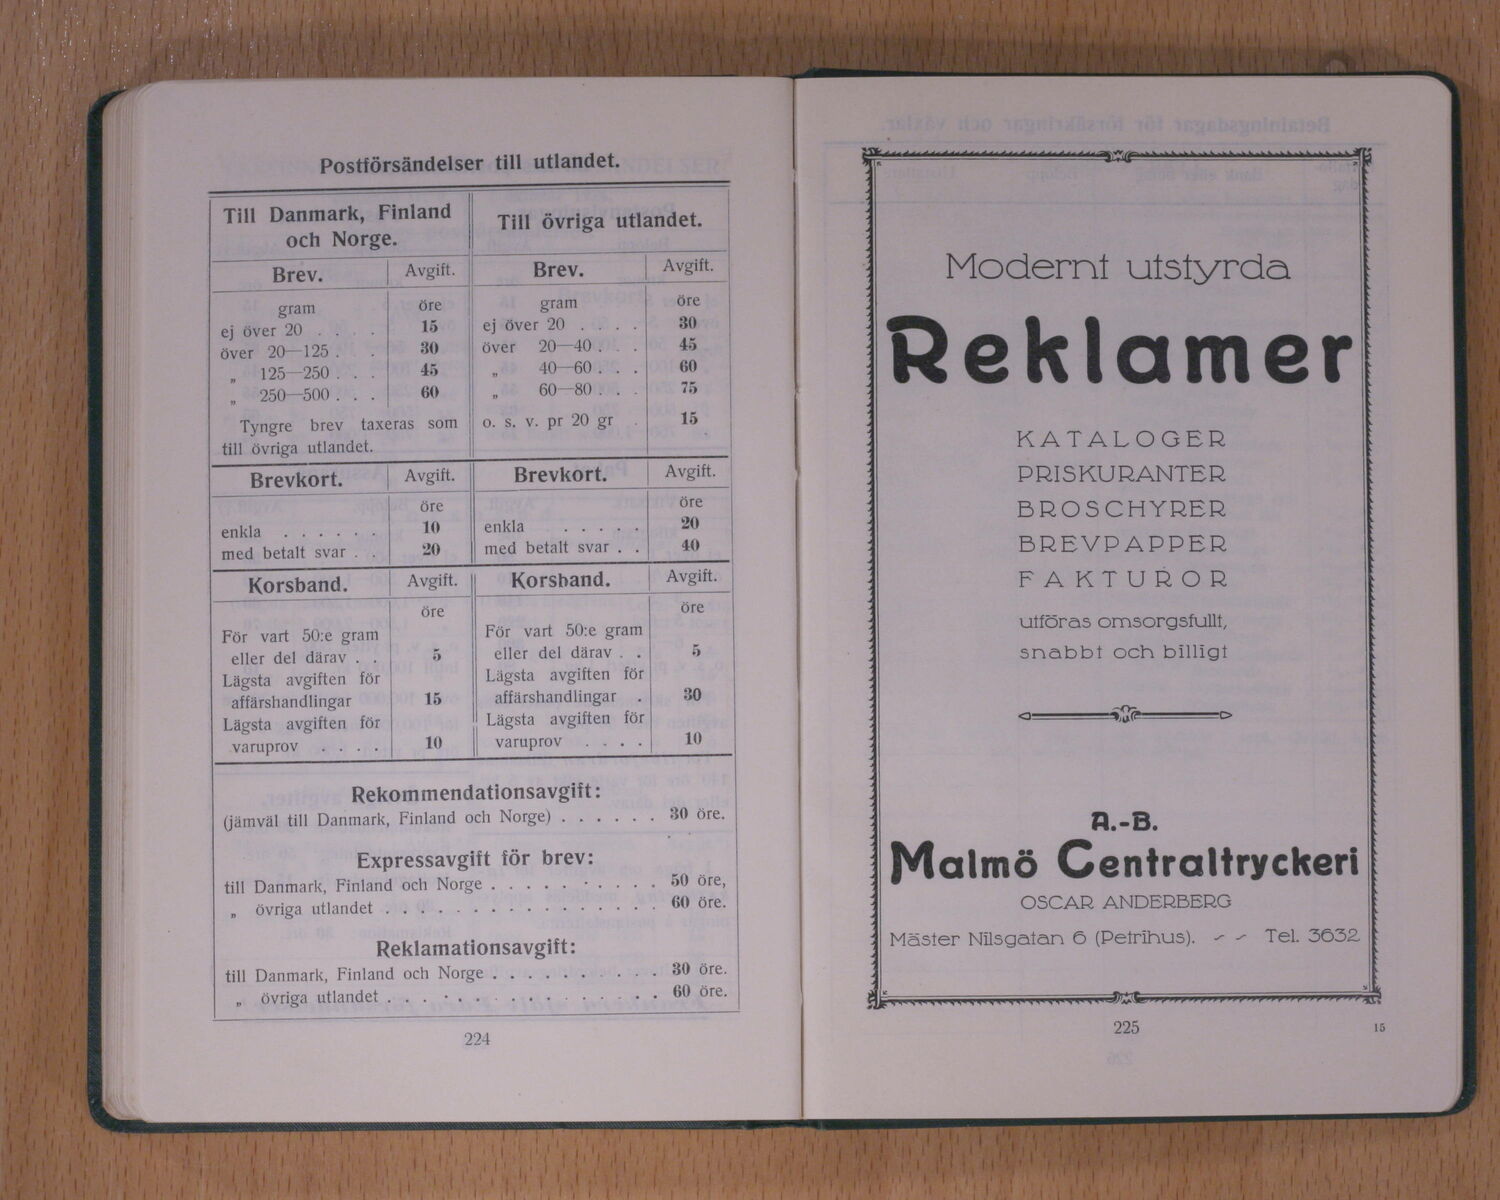 Postförsändelser till utlandet.
Till Danmark, Finland
och Norge.
Brev. Avgift.
gram öre
ej över 20 . . . . 15
över 20—125 . . . 30
„ 125—250 . . . 45
„ 250—500 . . . 60
Tyngre brev taxeras som
till övriga utlandet.
Brevkort. Avgift.
öre
enkla . . . . . . 10
med betalt svar . . 20
Korsband. Avgift.
öre
För vart 50:e gram
eller del därav . 5
Lägsta avgiften för
affärshandlingar 15
Lägsta avgiften för
varuprov . . . . 10
Till övriga utlandet.
Brev. Avgift.
gram öre
ej över 20 . . . . 30
över 20—40 . . . 45
„ 40—60 . . . 60
„ 60—80 . . . 75
o. s. v. pr 20 gr . 15
Brevkort. Avgift.
öre
enkla . . . . . 20
med betalt svar . . 40
Korsband. Avgift.
öre
För vart 50:e gram
eller del därav . . 5
Lägsta avgiften för
affärshandlingar . 30
Lägsta avgiften för
varuprov . . . . 10
Rekommendationsavgift:
(jämväl till Danmark, Finland och Norge) . . . . . . 30 öre.
Expressavgift för brev:
till Danmark, Finland och Norge . . . . . . . . . . 50 öre,
„ övriga utlandet . . . . . . . . . . . . . . . . 60 öre.
Reklamationsavgift:
till Danmark, Finland och Norge . . . . . . . . . . 30 öre.
„ övriga utlandet . . . . . . . . . . . . . . . . 60 öre.
224
Modernt utstyrda
Reklamer
KATALOGER
PRISKURANTER
BROSCHYRER
BREVPAPPER
FAKTUROR
utföras omsorgsfullt,
snabbt och billigt
A.-B.
Malmö Centraltryckeri
OSCAR ANDERBERG
Mäster Nilsgatan 6 (Petrihus). - - Tel. 3632
225
15